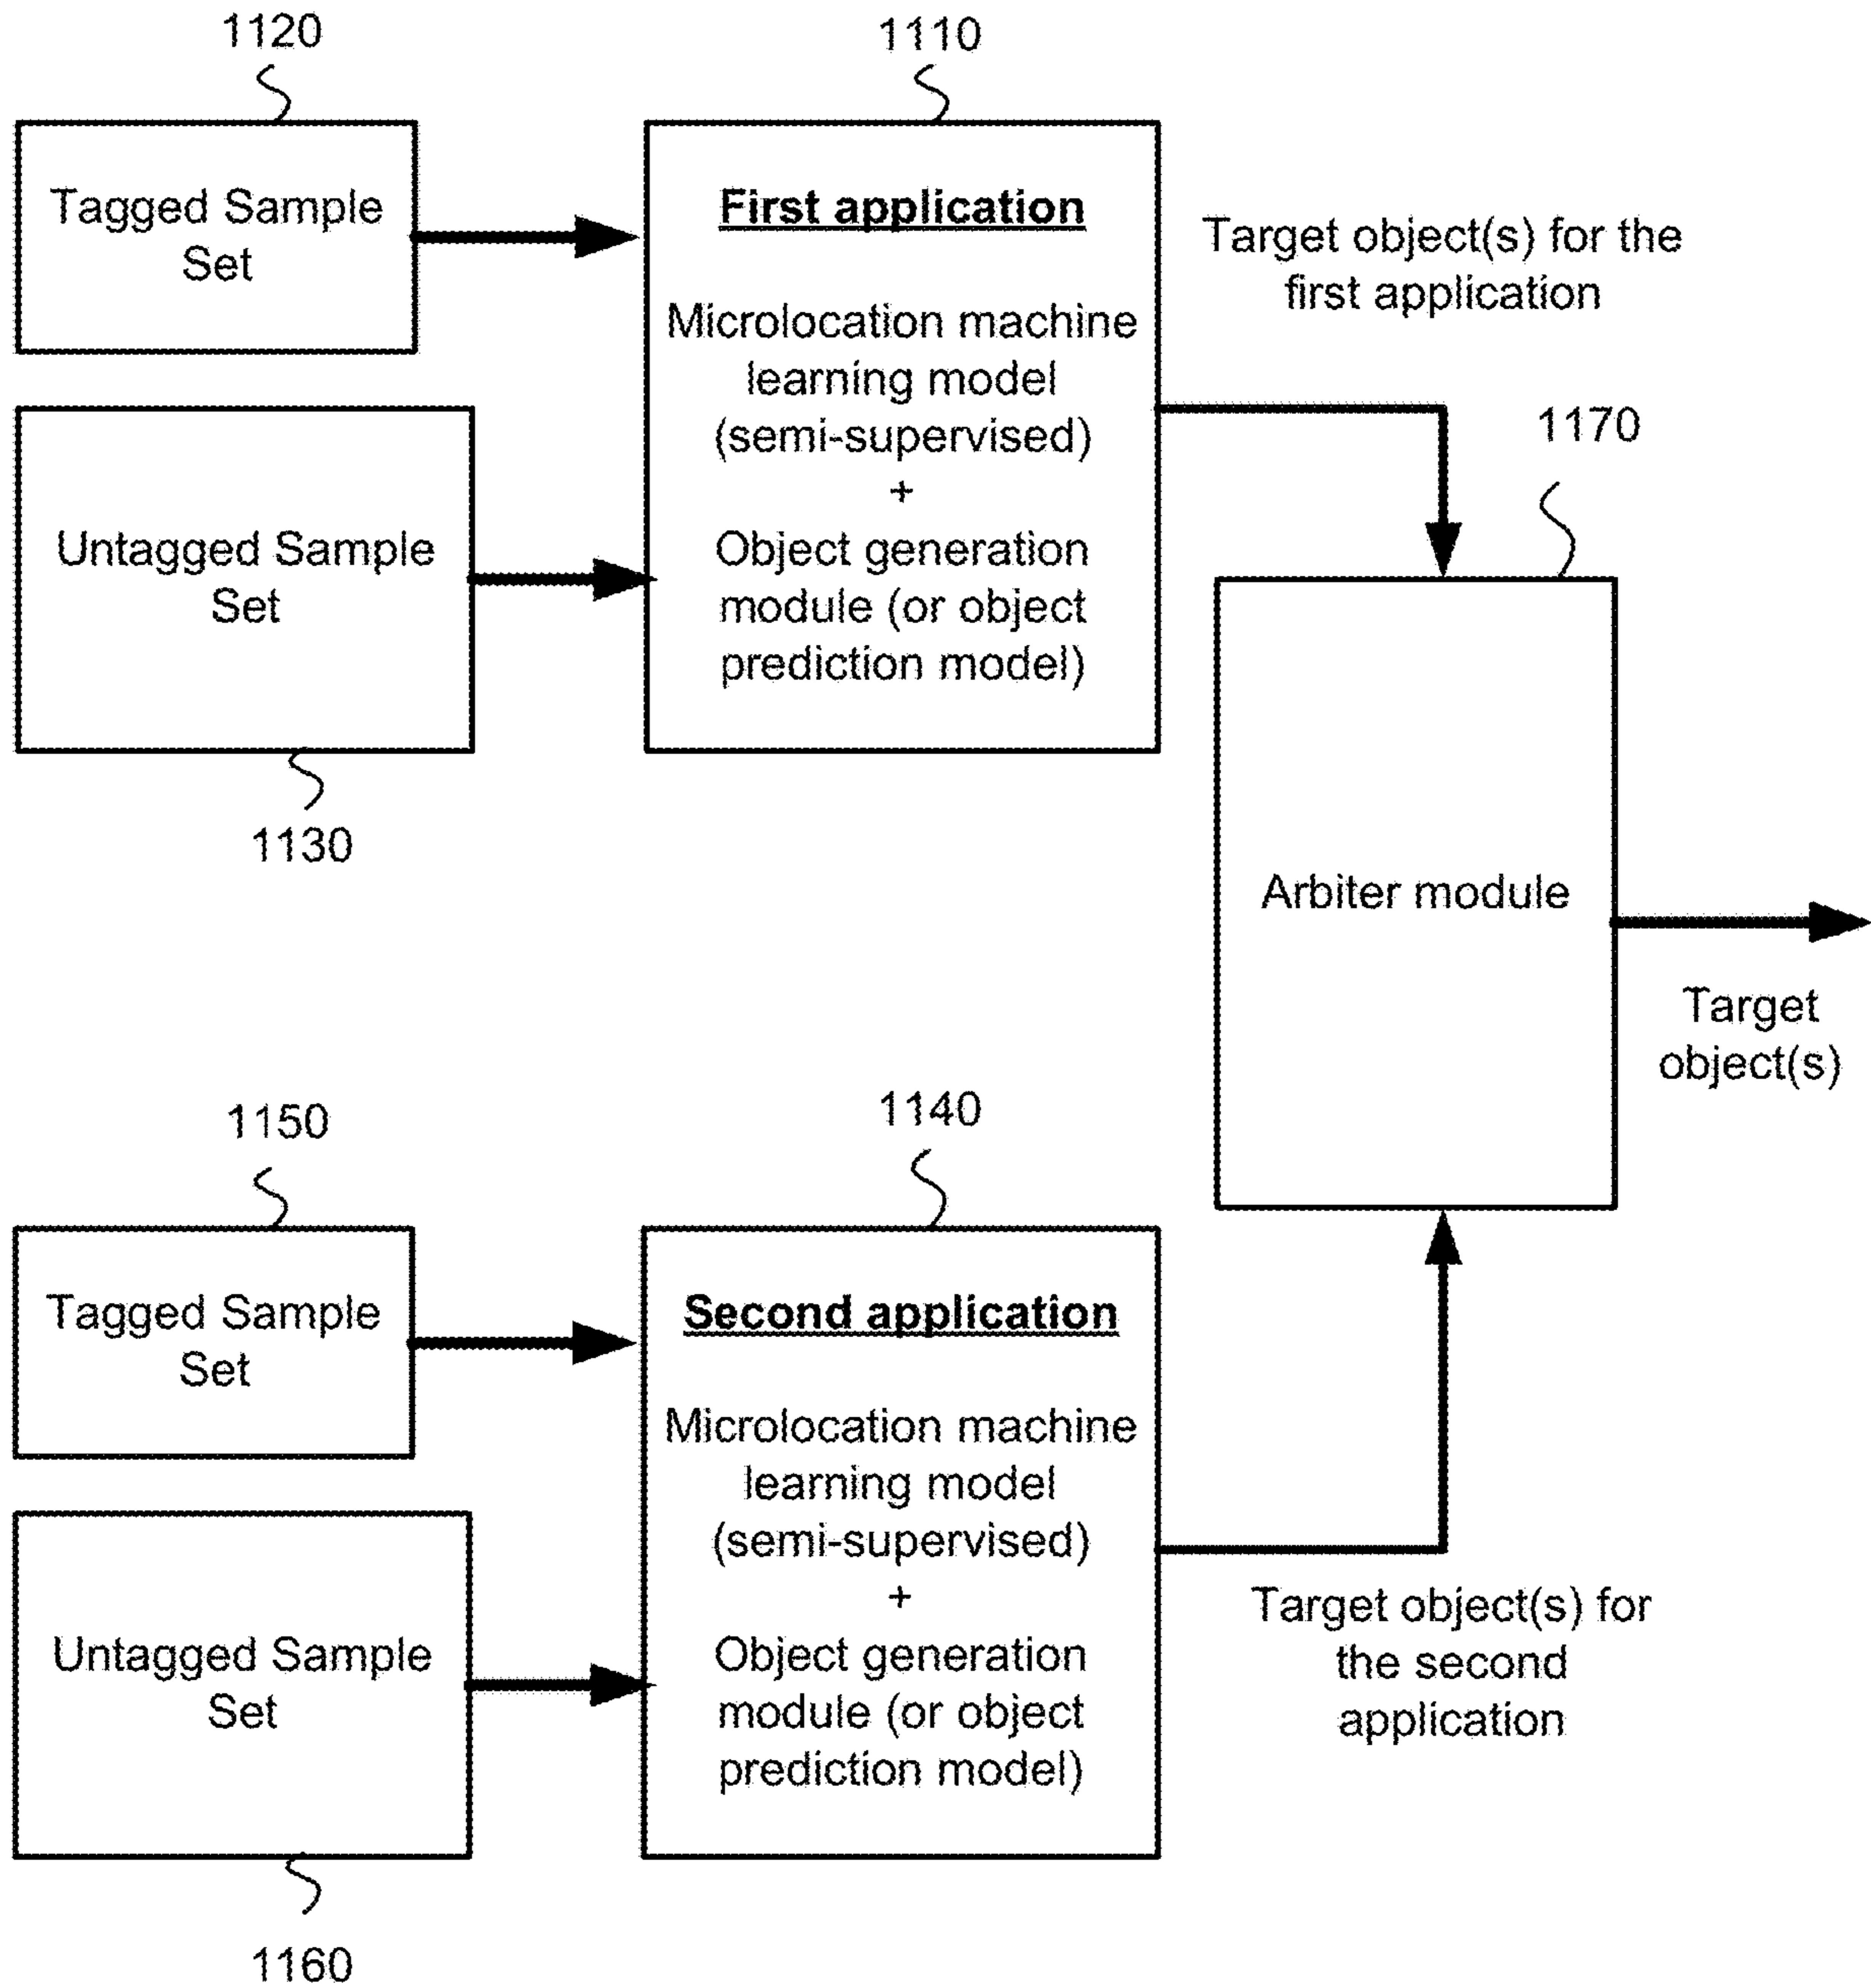 1120
1110
Tagged Sample
Set
First application
Microlocation machine
learning model
(semi-supervised)
+
Object generation
module (or object
prediction model)
Target object(s) for the
first application
Untagged Sample
Set
1130
1170
Arbiter module
Target
object(s)
1150
1140
Tagged Sample
Set
Second application
Microlocation machine
learning model
(semi-supervised)
+
Object generation
module (or object
prediction model)
Target object(s) for
the second
application
Untagged Sample
Set
1160